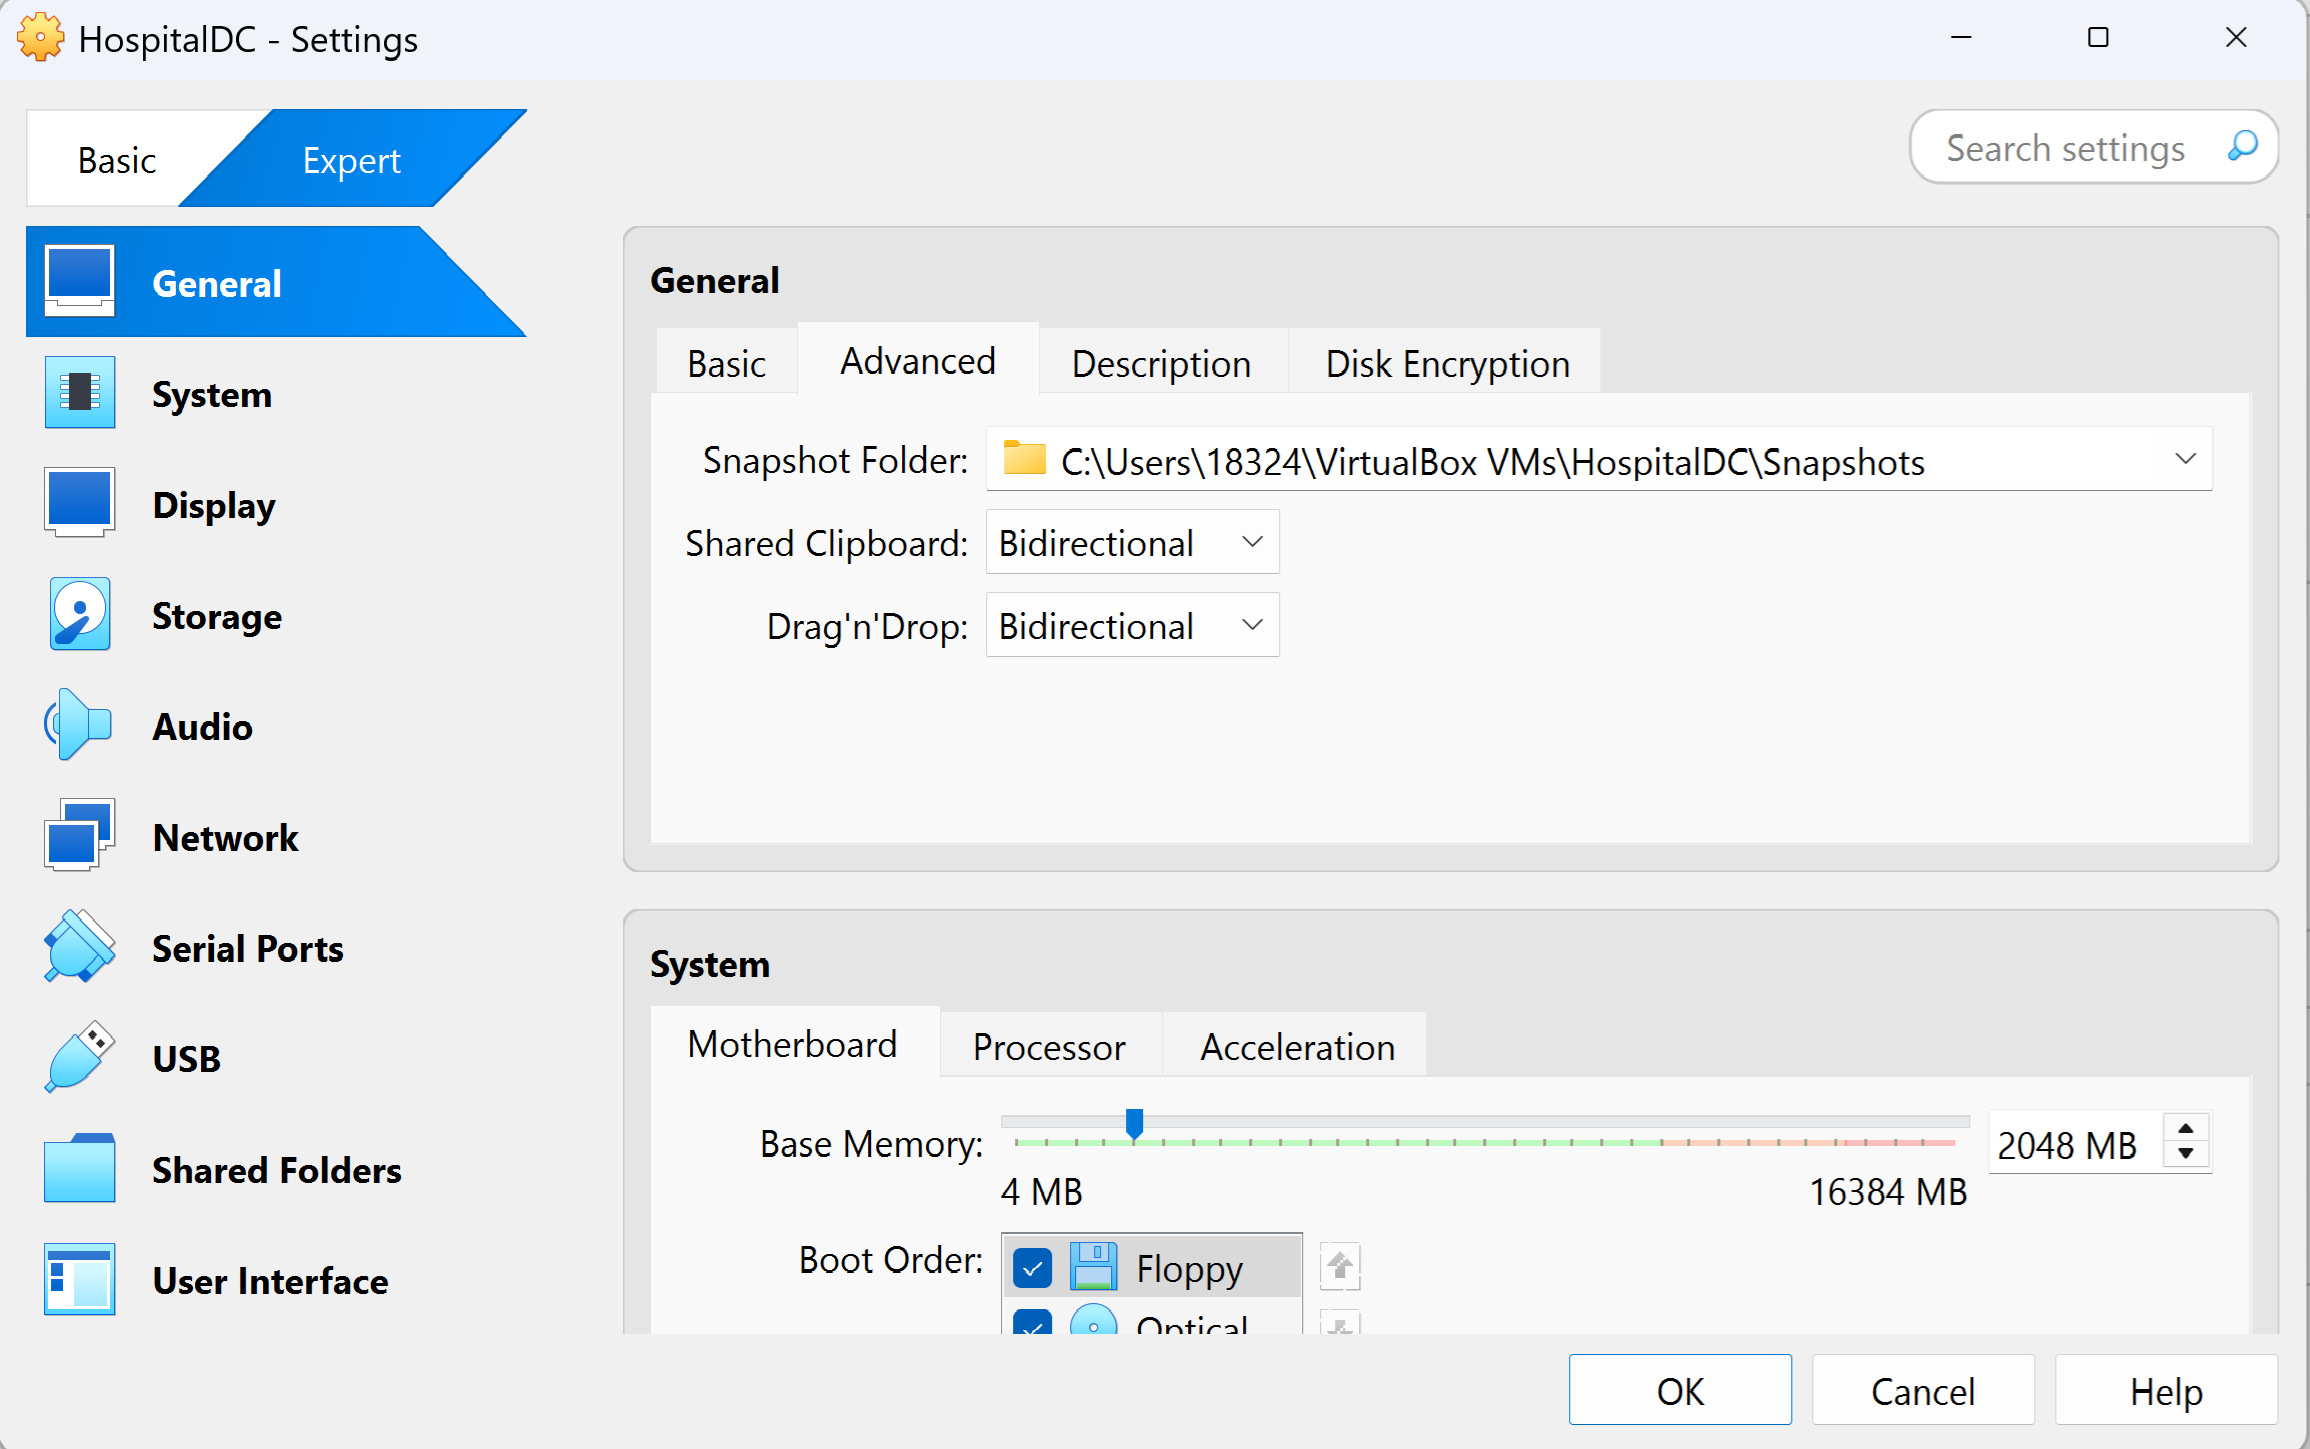 HospitalDC - Settings
Basic
Expert
Search settings
General
System
Display
Storage
Audio
Network
Serial Ports
USB
Shared Folders
User Interface
General
Basic
Advanced
Description
Disk Encryption
Snapshot Folder: C:\Users\18324\VirtualBox VMs\HospitalDC\Snapshots
Shared Clipboard: Bidirectional
Drag'n'Drop: Bidirectional
System
Motherboard
Processor
Acceleration
Base Memory: 2048 MB
4 MB 16384 MB
Boot Order: Floppy
Optical
OK
Cancel
Help